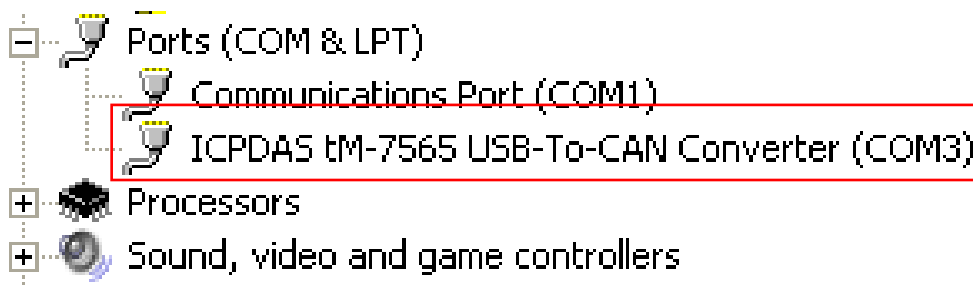 Ports (COM & LPT)
Communications Port (COM1)
ICPDAS tM-7565 USB-To-CAN Converter (COM3)
Processors
Sound, video and game controllers